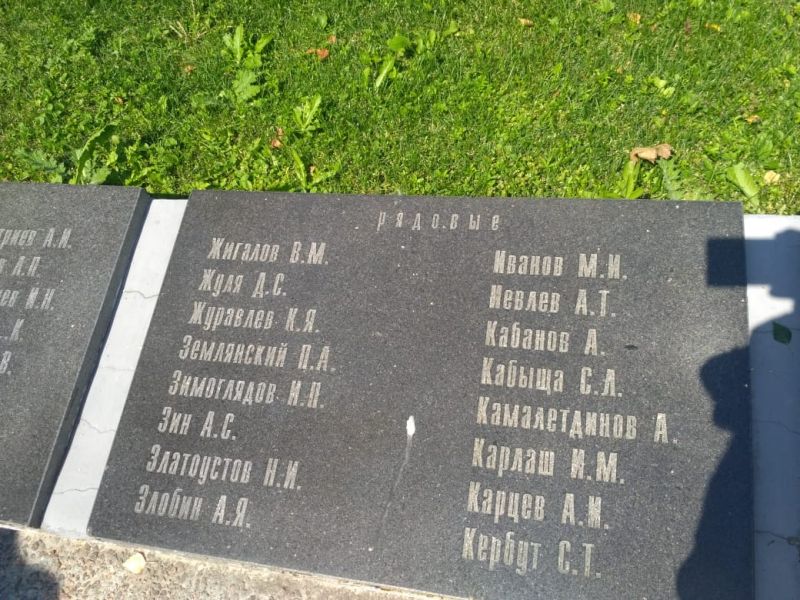 А.И.
А.П.
И.Н.
рядовые
Жигалов В.М.
Жуля Д.С.
Журавлев К.Я.
Землянский П.А.
Зимоглядов И.П.
Зин А.С.
Златоустов Н.И.
Злобин А.Я.
Иванов М.И.
Иевлев А.Т.
Кабанов А.
Кабыща С.Л.
Камалетдинов А.
Карлаш И.М.
Карцев А.И.
Кербут С.Т.